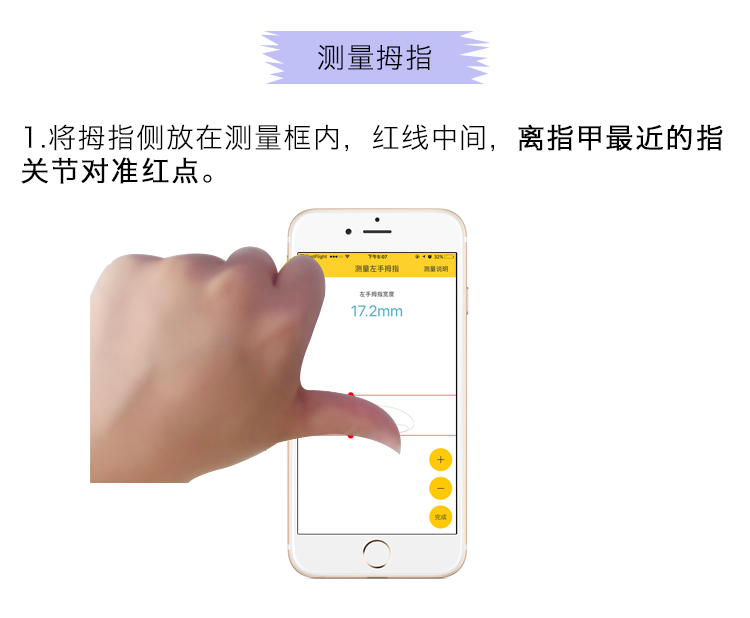 测量拇指
1.将拇指侧放在测量框内，红线中间，离指甲最近的指
关节对准红点。
下午5:07
32%
测量左手拇指
测量说明
左手拇指宽度
17.2mm
+
−
完成